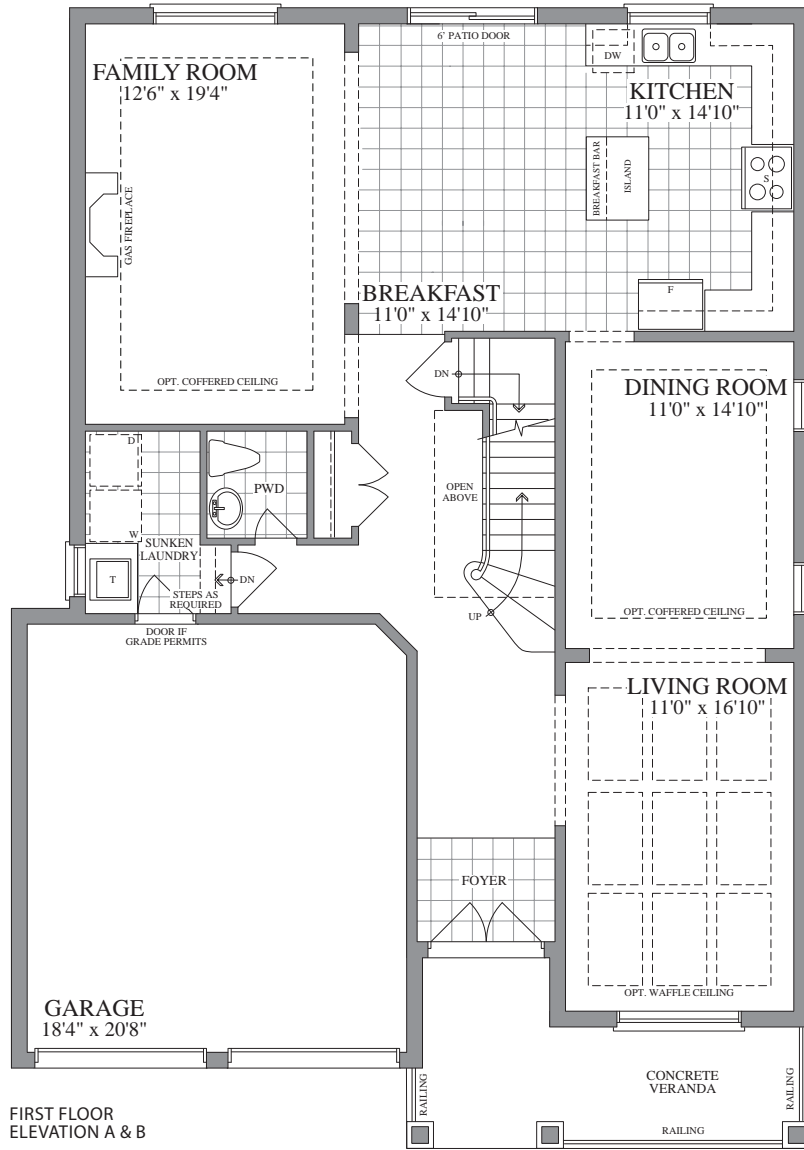 6' PATIO DOOR
FAMILY ROOM
12'6" x 19'4"
DW
KITCHEN
11'0" x 14'10"
GAS FIREPLACE
BREAKFAST BAR
ISLAND
S
F
BREAKFAST
11'0" x 14'10"
OPT. COFFERED CEILING
DN
DINING ROOM
11'0" x 14'10"
D
W
PWD
OPEN
ABOVE
SUNKEN
LAUNDRY
T
DN
STEPS AS
REQUIRED
UP
OPT. COFFERED CEILING
DOOR IF
GRADE PERMITS
LIVING ROOM
11'0" x 16'10"
FOYER
OPT. WAFFLE CEILING
GARAGE
18'4" x 20'8"
CONCRETE
VERANDA
RAILING
RAILING
RAILING
FIRST FLOOR
ELEVATION A & B